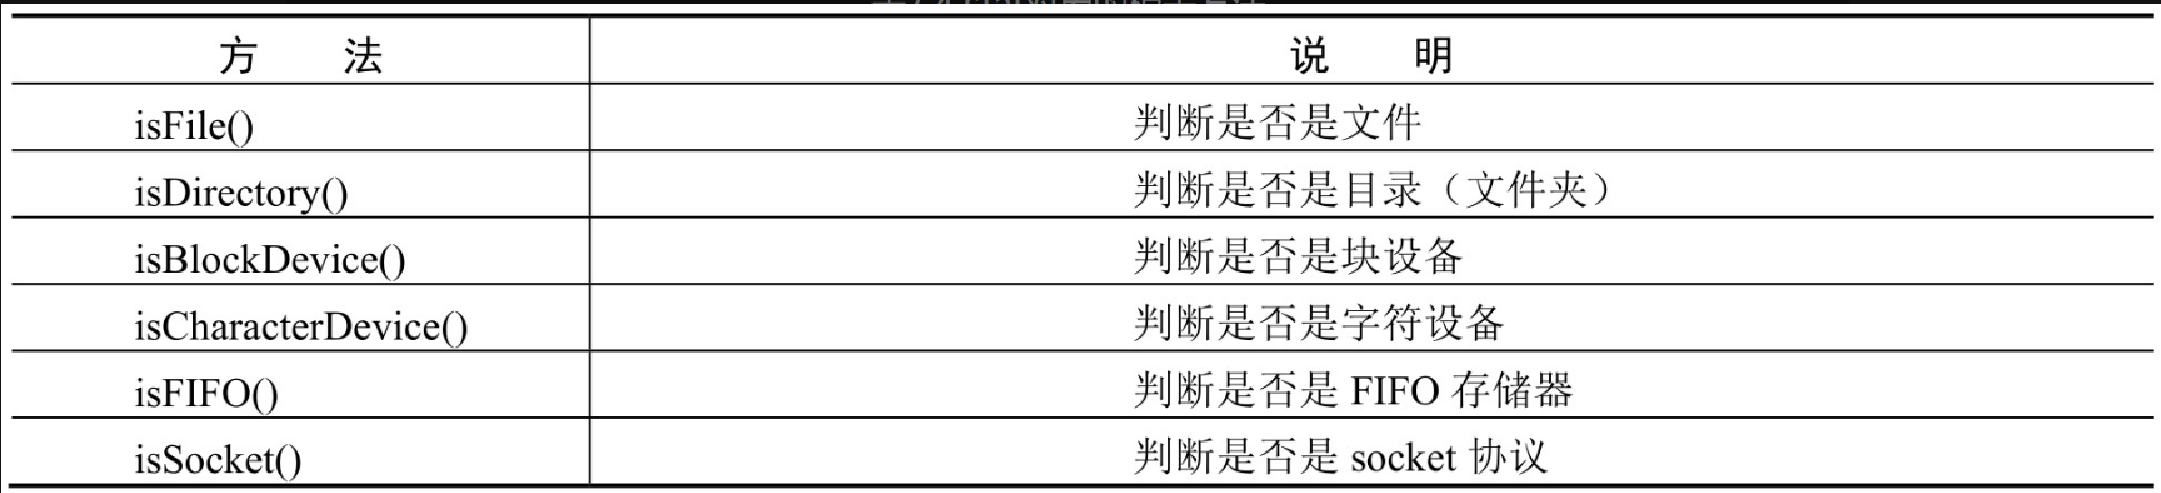 方 法 说 明
isFile() 判断是否是文件
isDirectory() 判断是否是目录（文件夹）
isBlockDevice() 判断是否是块设备
isCharacterDevice() 判断是否是字符设备
isFIFO() 判断是否是 FIFO 存储器
isSocket() 判断是否是 socket 协议